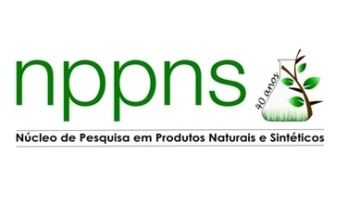 nppns
40 anos
Núcleo de Pesquisa em Produtos Naturais e Sintéticos